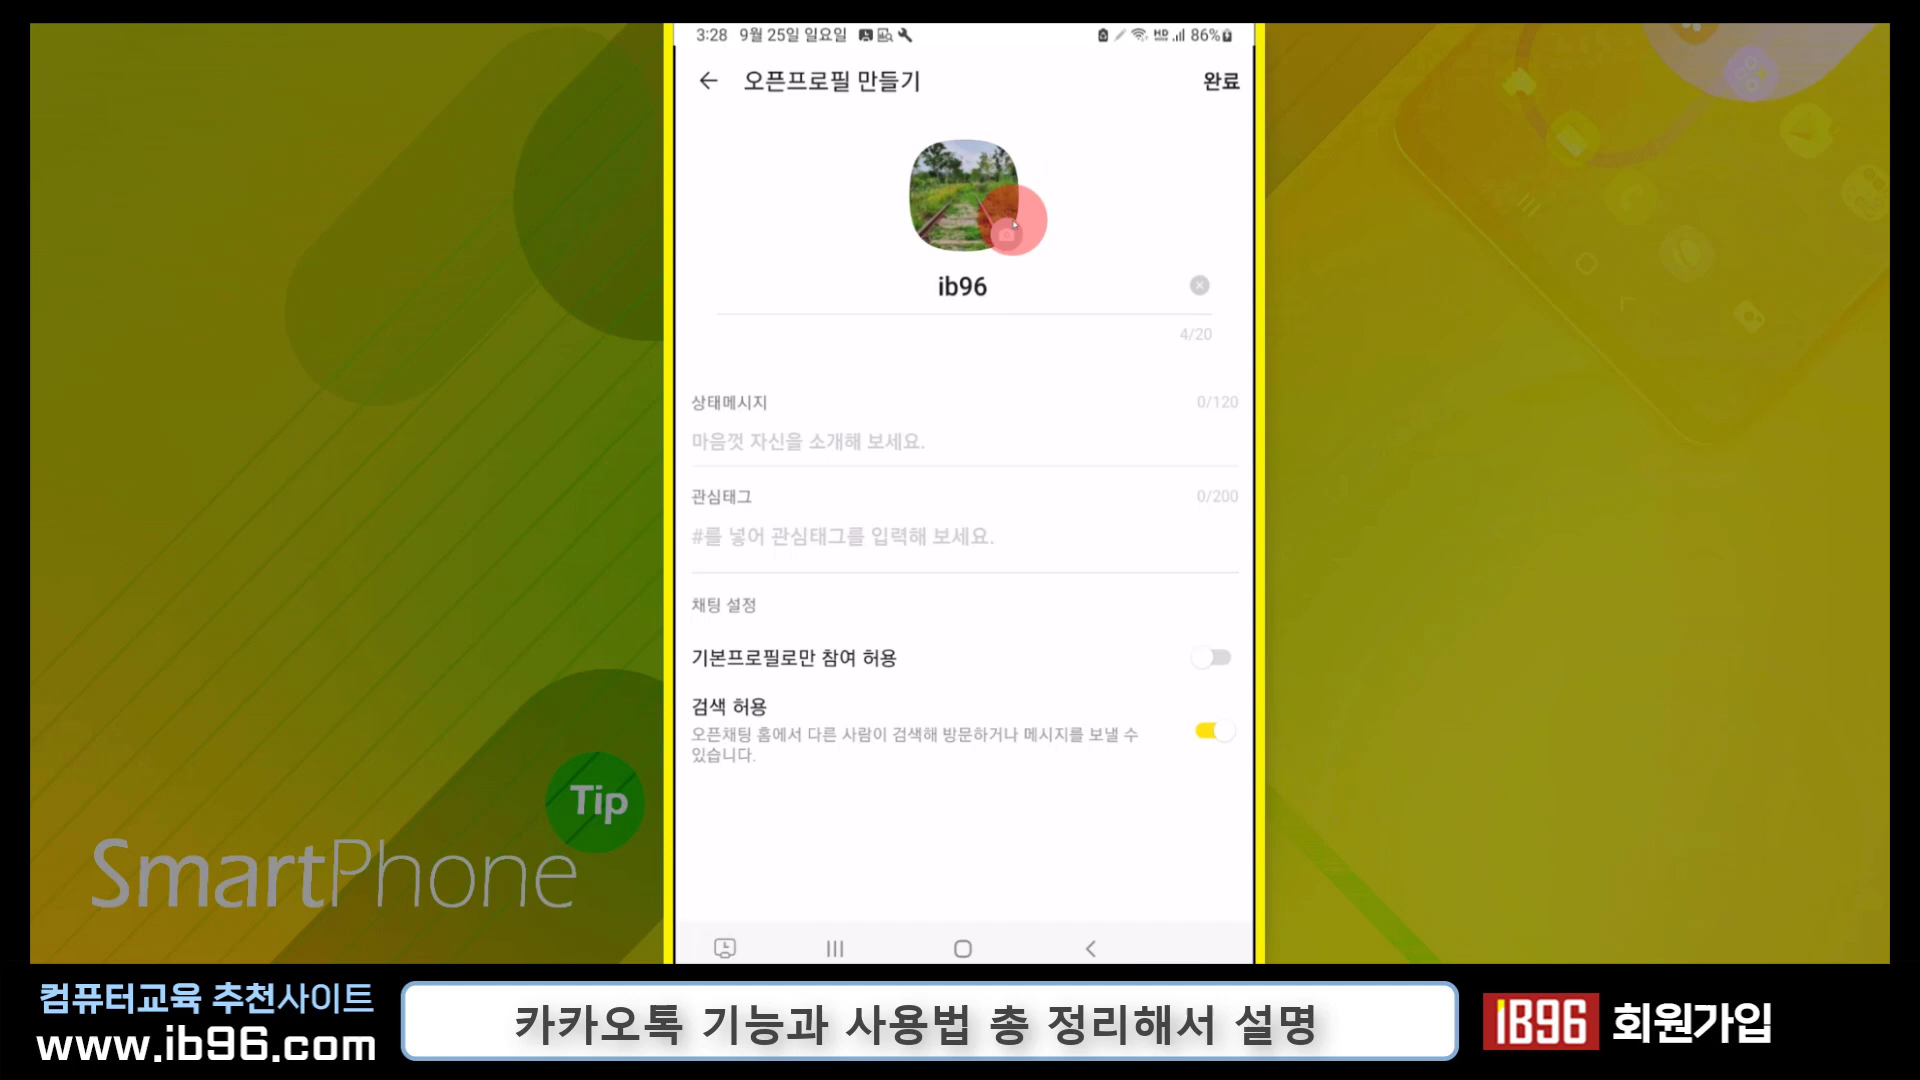 3:28 9월 25일 일요일
86%
오픈프로필 만들기
완료
ib96
4/20
상태메시지
0/120
마음껏 자신을 소개해 보세요.
관심태그
0/200
#를 넣어 관심태그를 입력해 보세요.
채팅 설정
기본프로필로만 참여 허용
검색 허용
오픈채팅 홈에서 다른 사람이 검색해 방문하거나 메시지를 보낼 수
있습니다.
Tip
SmartPhone
컴퓨터교육 추천사이트
www.ib96.com
카카오톡 기능과 사용법 총 정리해서 설명
IB96 회원가입